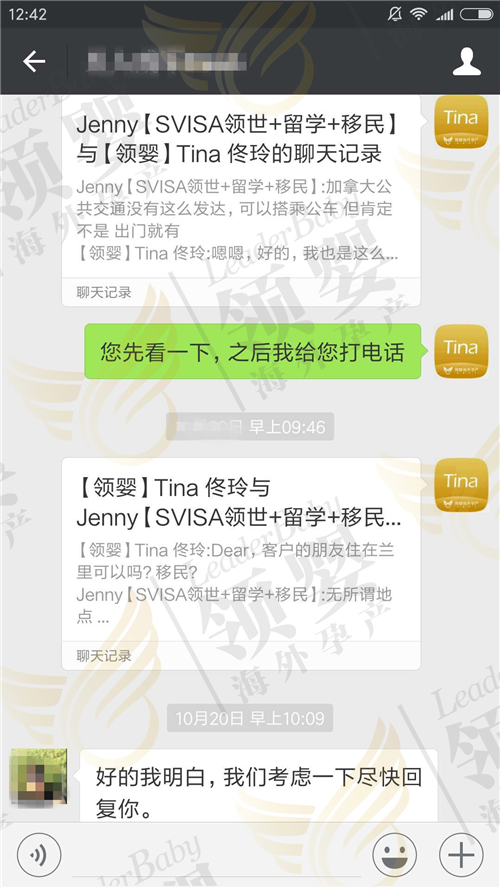 12:42
Jenny【SVISA领世+留学+移民】
与【领婴】Tina 佟玲的聊天记录
Jenny【SVISA领世+留学+移民】:加拿大公
共交通没有这么发达，可以搭乘公车 但肯定
不是 出门就有
【领婴】Tina 佟玲:嗯嗯，好的，我也是这么...
聊天记录
Tina
您先看一下，之后我给您打电话
Tina
日 早上09:46
【领婴】Tina 佟玲与
Jenny【SVISA领世+留学+移民...
Tina
【领婴】Tina 佟玲:Dear，客户的朋友住在兰
里可以吗? 移民?
Jenny【SVISA领世+留学+移民】:无所谓地
点 ...
聊天记录
10月20日 早上10:09
好的我明白，我们考虑一下尽快回
复你。
LeaderBaby
领婴
海外孕产